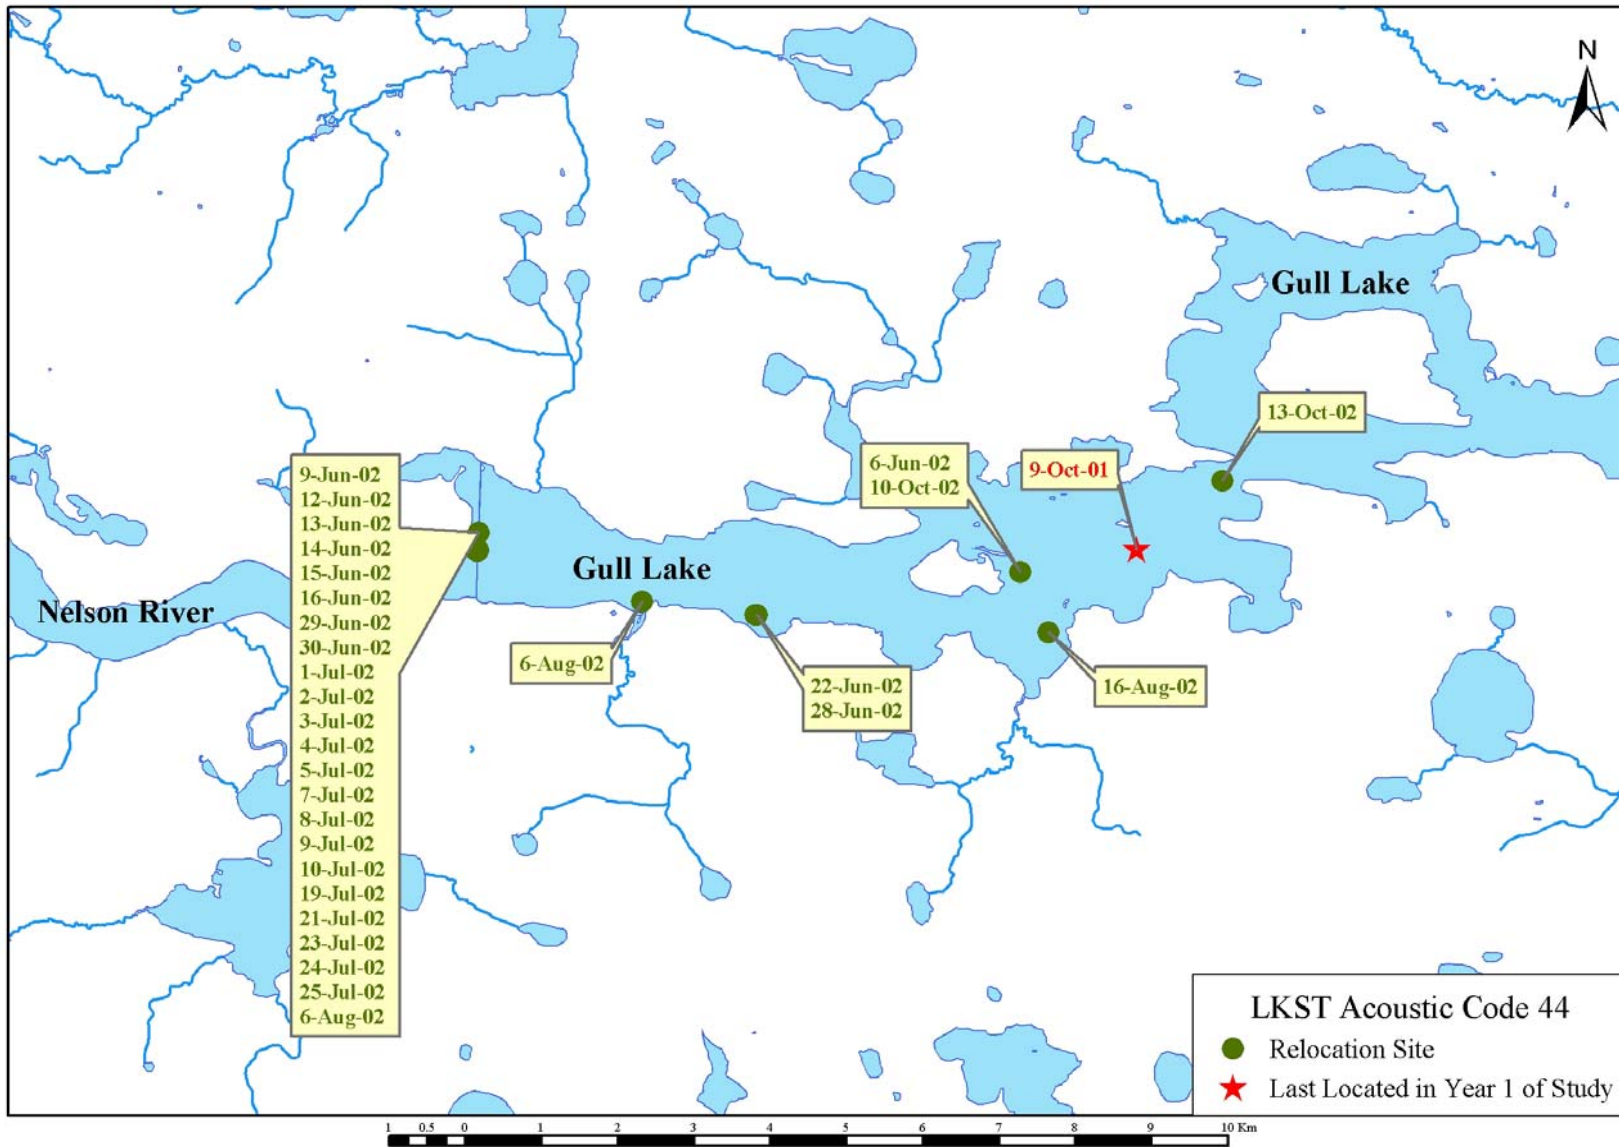 N
Gull Lake
13-Oct-02
6-Jun-02
10-Oct-02
9-Oct-01
9-Jun-02
12-Jun-02
13-Jun-02
14-Jun-02
15-Jun-02
16-Jun-02
29-Jun-02
30-Jun-02
1-Jul-02
2-Jul-02
3-Jul-02
4-Jul-02
5-Jul-02
7-Jul-02
8-Jul-02
9-Jul-02
10-Jul-02
19-Jul-02
21-Jul-02
23-Jul-02
24-Jul-02
25-Jul-02
6-Aug-02
Gull Lake
Nelson River
6-Aug-02
22-Jun-02
28-Jun-02
16-Aug-02
LKST Acoustic Code 44
Relocation Site
Last Located in Year 1 of Study
1 0.5 0 1 2 3 4 5 6 7 8 9 10 Km